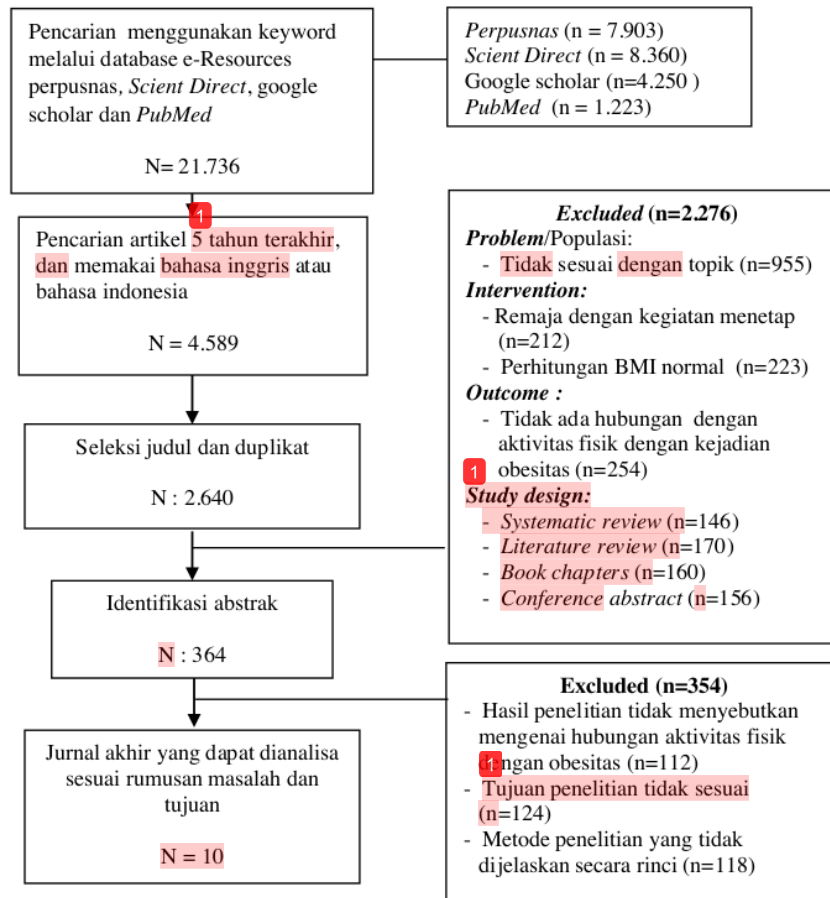 Pencarian menggunakan keyword
melalui database e-Resources
perpusnas, Scient Direct, google
scholar dan PubMed
N= 21.736
Perpusnas (n = 7.903)
Scient Direct (n = 8.360)
Google scholar (n=4.250 )
PubMed (n = 1.223)
1
Pencarian artikel 5 tahun terakhir,
dan memakai bahasa inggris atau
bahasa indonesia
N = 4.589
Seleksi judul dan duplikat
N : 2.640
Excluded (n=2.276)
Problem/Populasi:
- Tidak sesuai dengan topik (n=955)
Intervention:
- Remaja dengan kegiatan menetap
(n=212)
- Perhitungan BMI normal (n=223)
Outcome :
- Tidak ada hubungan dengan
aktivitas fisik dengan kejadian
1
obesitas (n=254)
Study design:
- Systematic review (n=146)
- Literature review (n=170)
- Book chapters (n=160)
- Conference abstract (n=156)
Identifikasi abstrak
N : 364
Excluded (n=354)
- Hasil penelitian tidak menyebutkan
mengenai hubungan aktivitas fisik
dengan obesitas (n=112)
1
- Tujuan penelitian tidak sesuai
(n=124)
- Metode penelitian yang tidak
dijelaskan secara rinci (n=118)
Jurnal akhir yang dapat dianalisa
sesuai rumusan masalah dan
tujuan
N = 10